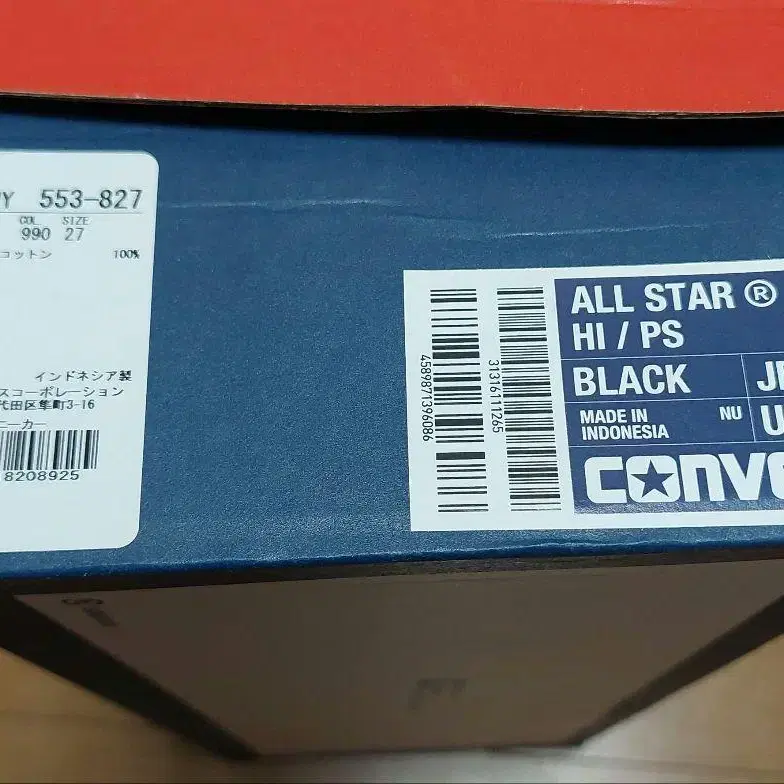 Y 553-827
COL SIZE
990 27
コットン 100%
インドネシア製
スコーポレーション
代田区隼町3-16
ニーカー
8208925
4589871396086
31316111265
ALL STAR ®
HI / PS
BLACK
MADE IN NU
INDONESIA
CONVE